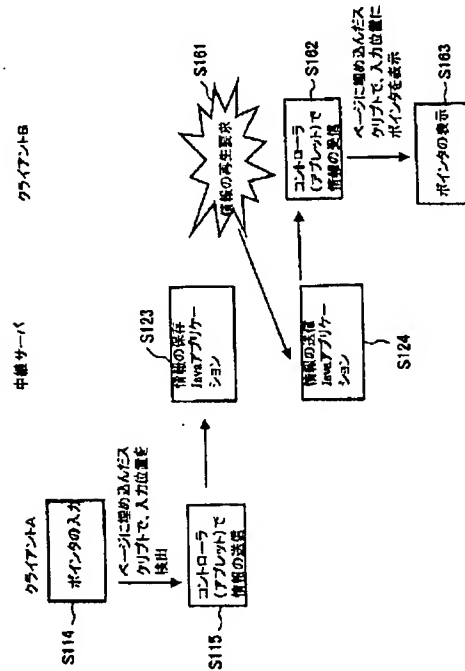 クライアントA
中継サーバ
クライアントB
S114
ポインタの入力
ページに埋め込んだス
クリプトで、入力位置を
検出
S115
コントローラ
(アプレット)で
情報の送信
S123
情報の保存
Javaアプリケー
ション
情報の送信
Javaアプリケー
ション
S124
S161
情報の再生要求
S162
コントローラ
(アプレット)で
情報の受信
ページに埋め込んだス
クリプトで、入力位置に
ポインタを表示
S163
ポインタの表示